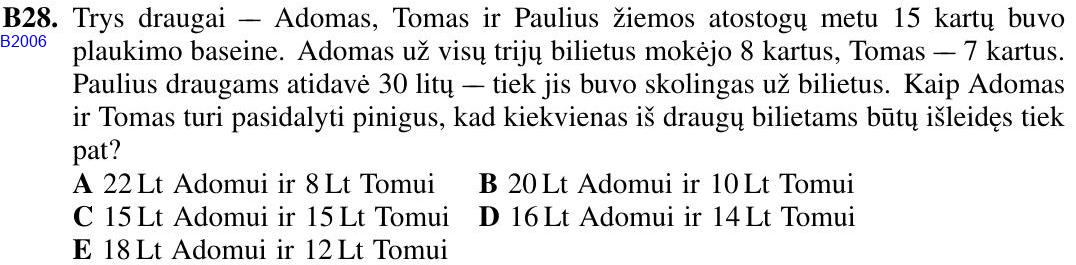 B28. Trys draugai — Adomas, Tomas ir Paulius žiemos atostogų metu 15 kartų buvo
B2006 plaukimo baseine. Adomas už visų trijų bilietus mokėjo 8 kartus, Tomas — 7 kartus.
Paulius draugams atidavė 30 litų — tiek jis buvo skolingas už bilietus. Kaip Adomas
ir Tomas turi pasidalyti pinigus, kad kiekvienas iš draugų bilietams būtų išleidęs tiek
pat?
A 22 Lt Adomui ir 8 Lt Tomui B 20 Lt Adomui ir 10 Lt Tomui
C 15 Lt Adomui ir 15 Lt Tomui D 16 Lt Adomui ir 14 Lt Tomui
E 18 Lt Adomui ir 12 Lt Tomui